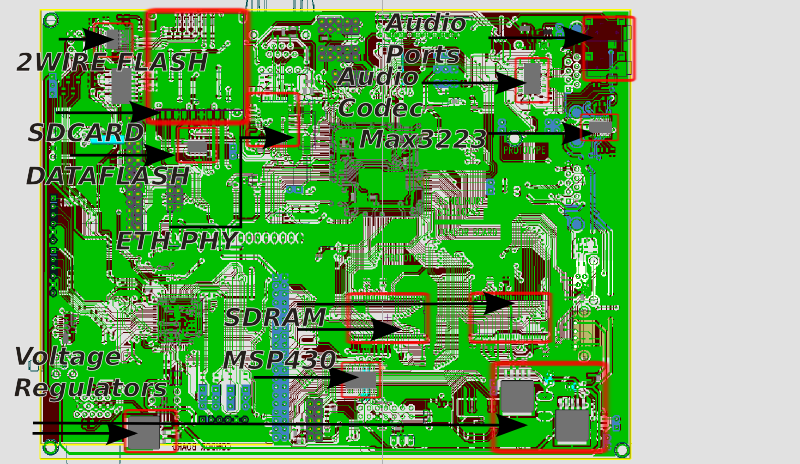 Audio
Ports
2WIRE FLASH
Audio
Codec
SDCARD
Max3223
DATAFLASH
ETH PHY
SDRAM
MSP430
Voltage
Regulators